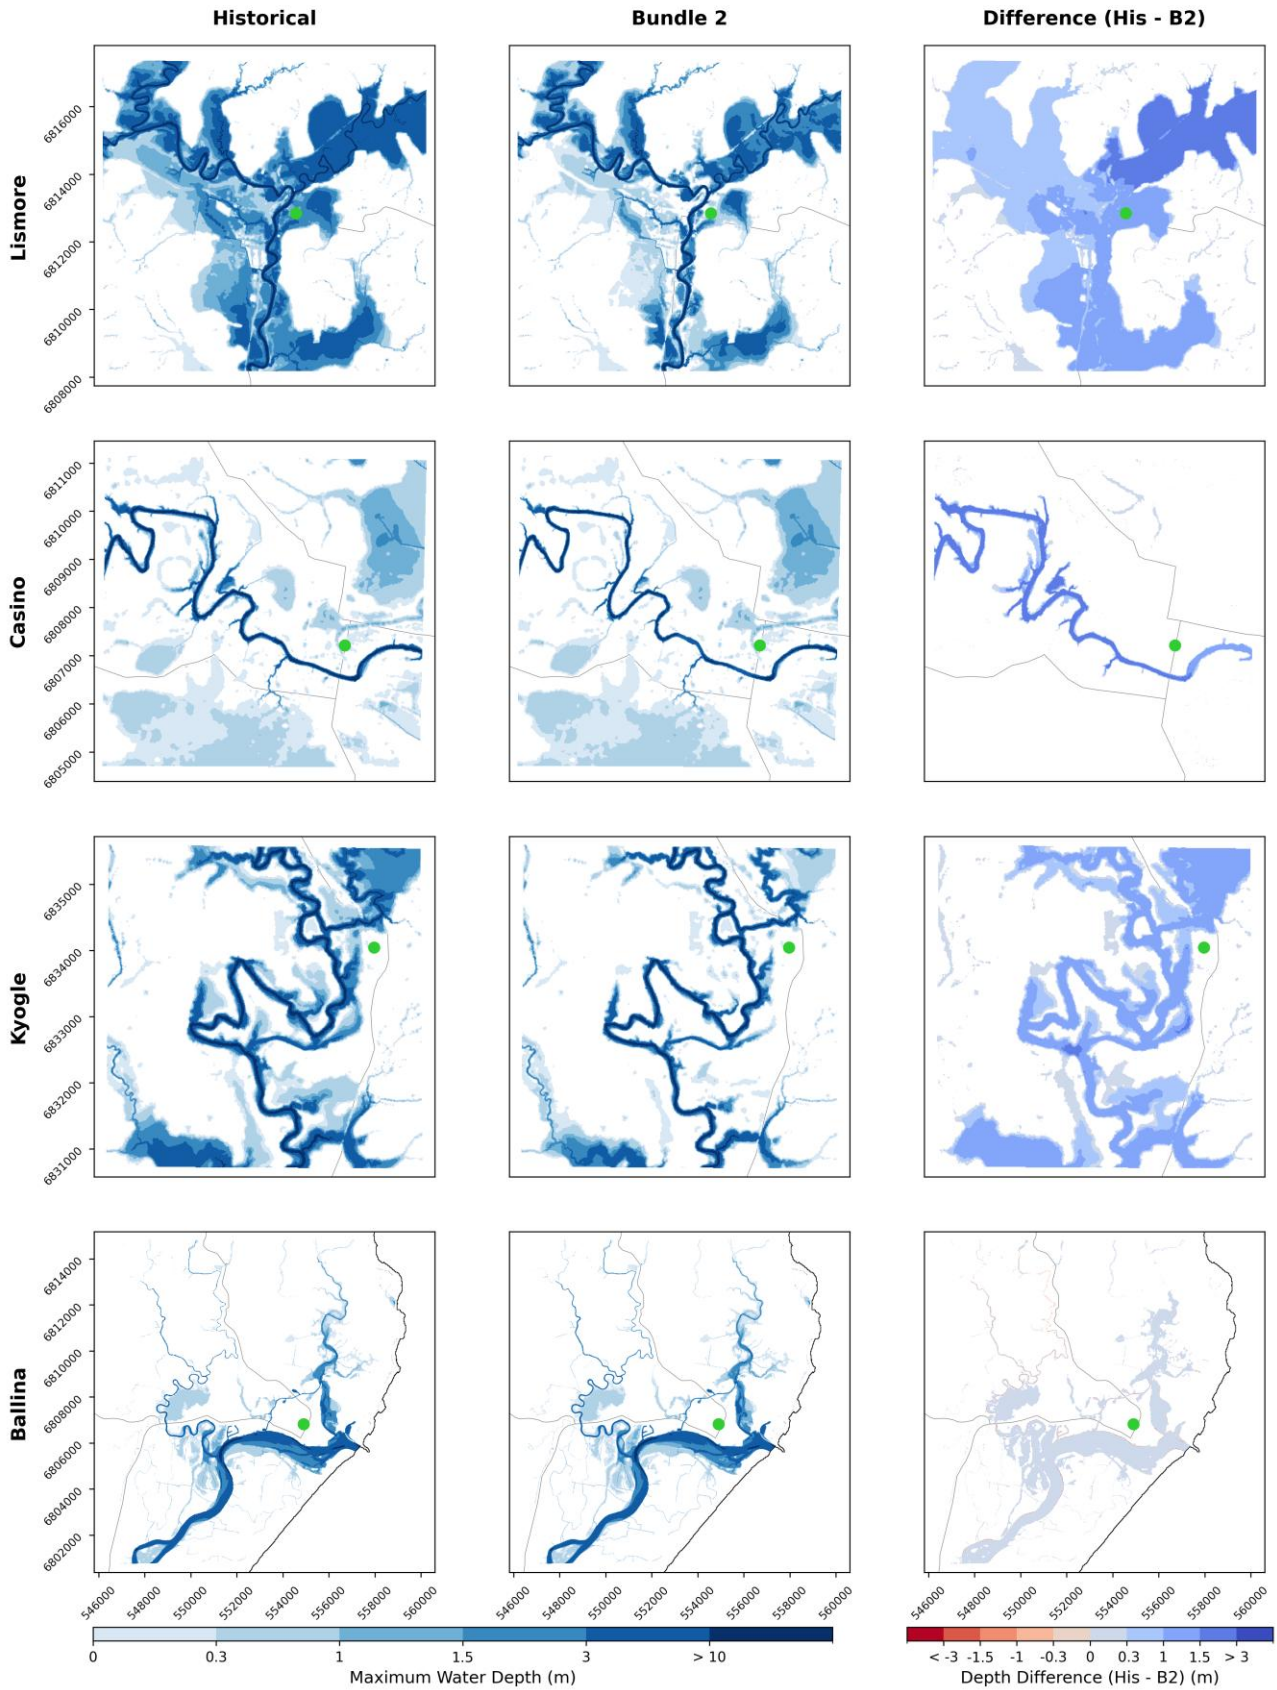 Historical
Bundle 2
Difference (His - B2)
Lismore
6816000
6814000
6812000
6810000
6808000
Casino
6811000
6810000
6809000
6808000
6807000
6806000
6805000
Kyogle
6835000
6834000
6833000
6832000
6831000
Ballina
6814000
6812000
6810000
6808000
6806000
6804000
6802000
546000 548000 550000 552000 554000 556000 558000 560000
546000 548000 550000 552000 554000 556000 558000 560000
546000 548000 550000 552000 554000 556000 558000 560000
0 0.3 1 1.5 3 > 10
Maximum Water Depth (m)
< -3 -1.5 -1 -0.3 0 0.3 1 1.5 > 3
Depth Difference (His - B2) (m)